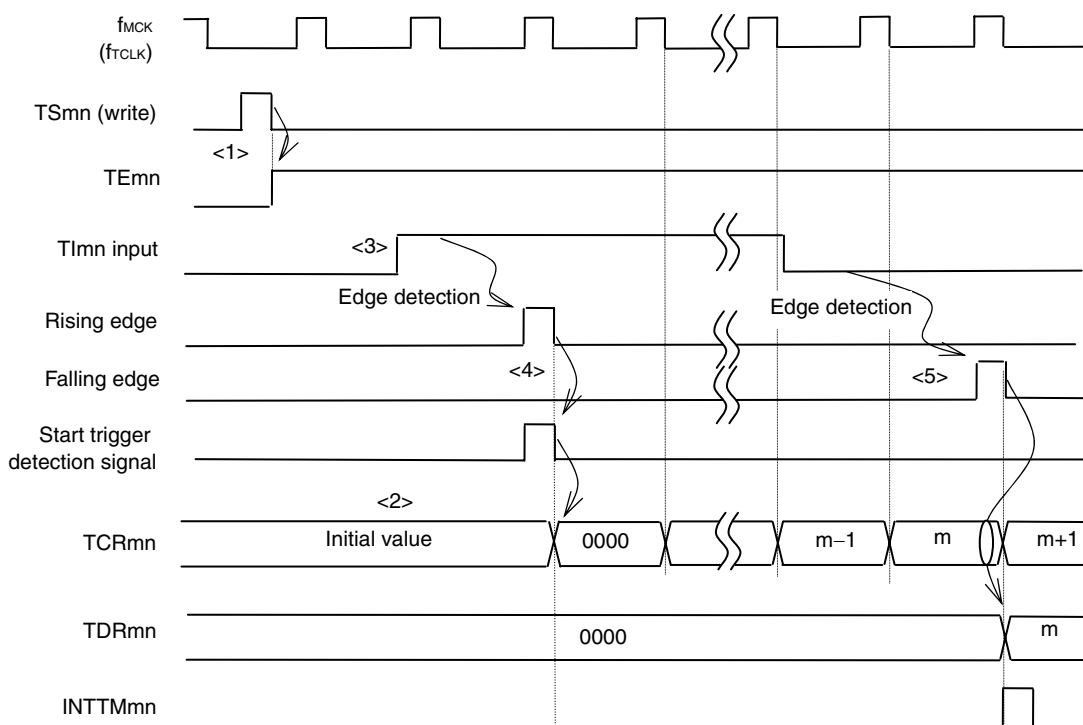 fMCK
(fTCLK)
TSmn (write)
<1>
TEmn
TImn input
<3>
Edge detection
Edge detection
Rising edge
<4>
Falling edge
<5>
Start trigger
detection signal
<2>
TCRmn
Initial value
0000
m−1
m
m+1
TDRmn
0000
m
INTTMmn